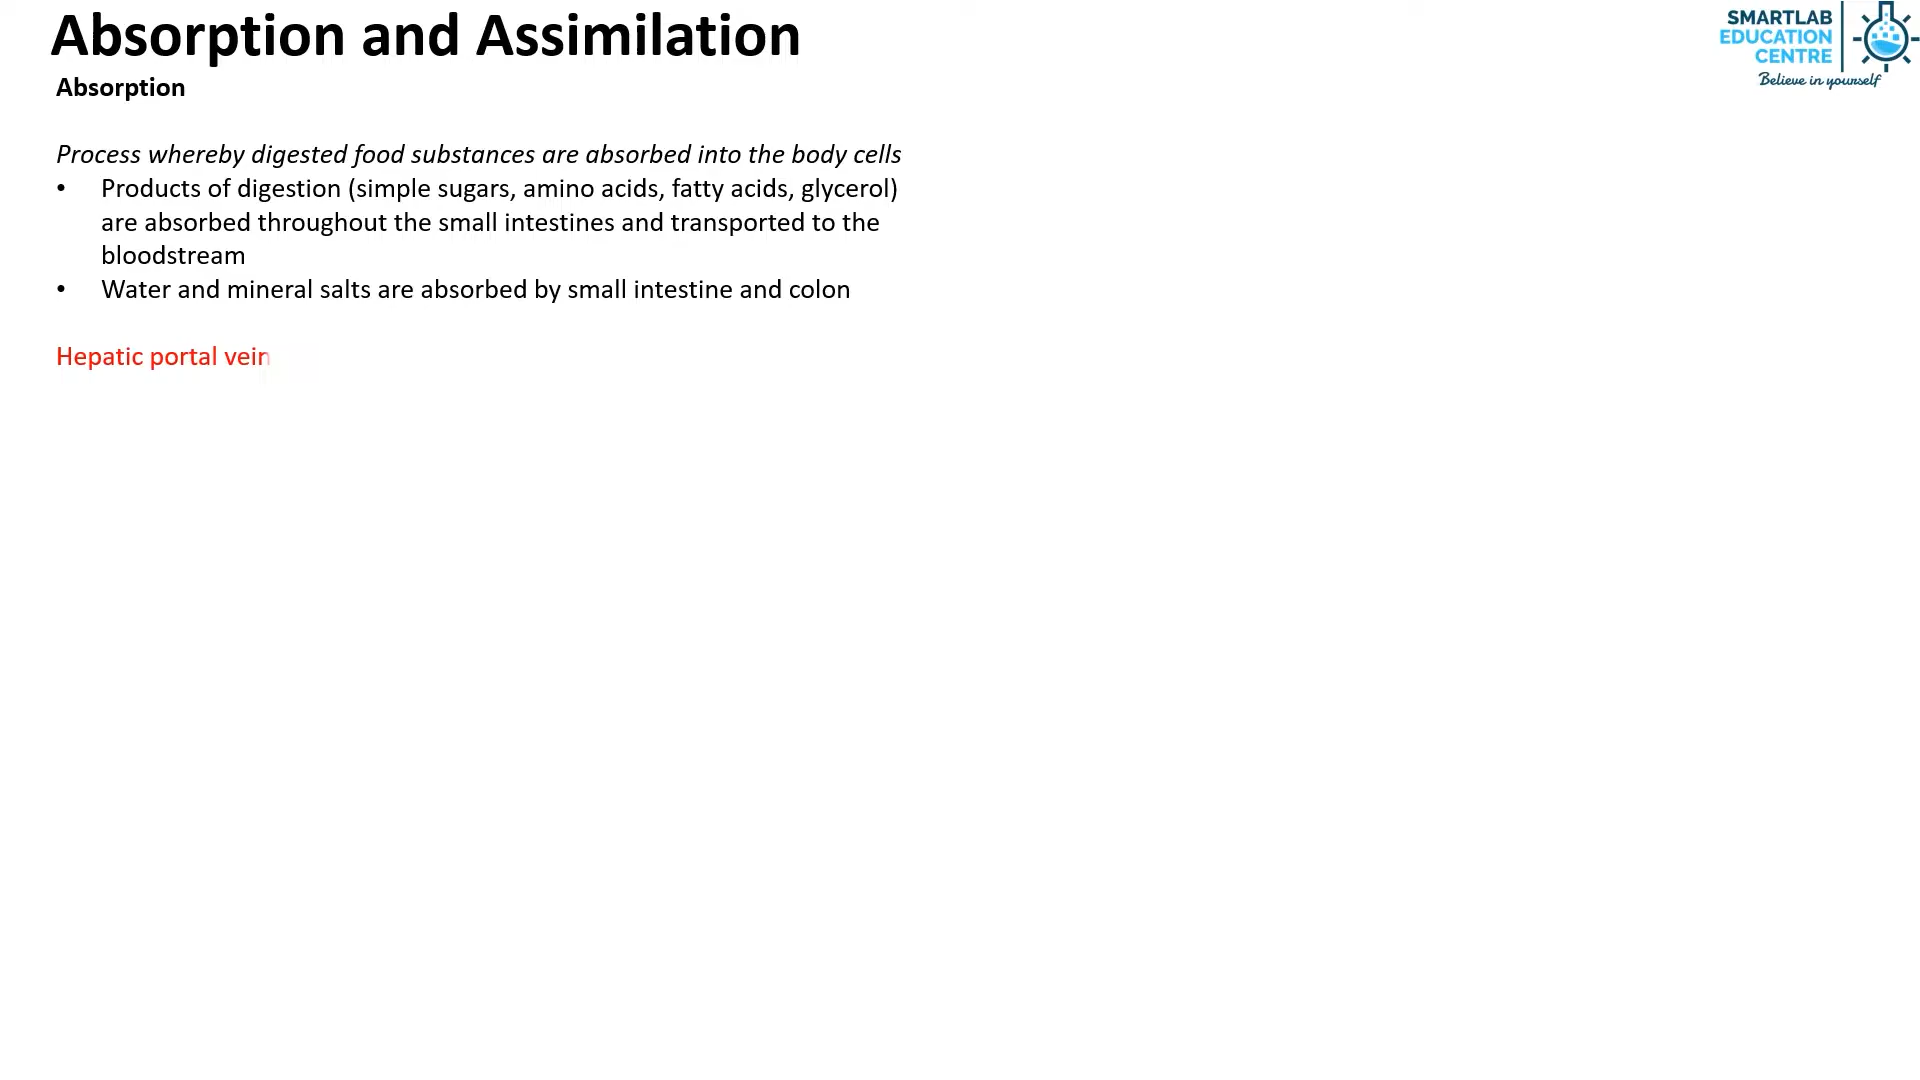 Absorption and Assimilation
SMARTLAB
EDUCATION
CENTRE
Believe in yourself
Absorption
Process whereby digested food substances are absorbed into the body cells
• Products of digestion (simple sugars, amino acids, fatty acids, glycerol)
are absorbed throughout the small intestines and transported to the
bloodstream
• Water and mineral salts are absorbed by small intestine and colon
Hepatic portal vein